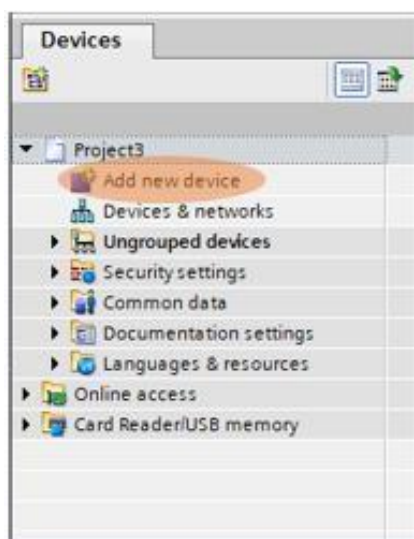 Devices
Project3
Add new device
Devices & networks
Ungrouped devices
Security settings
Common data
Documentation settings
Languages & resources
Online access
Card Reader/USB memory